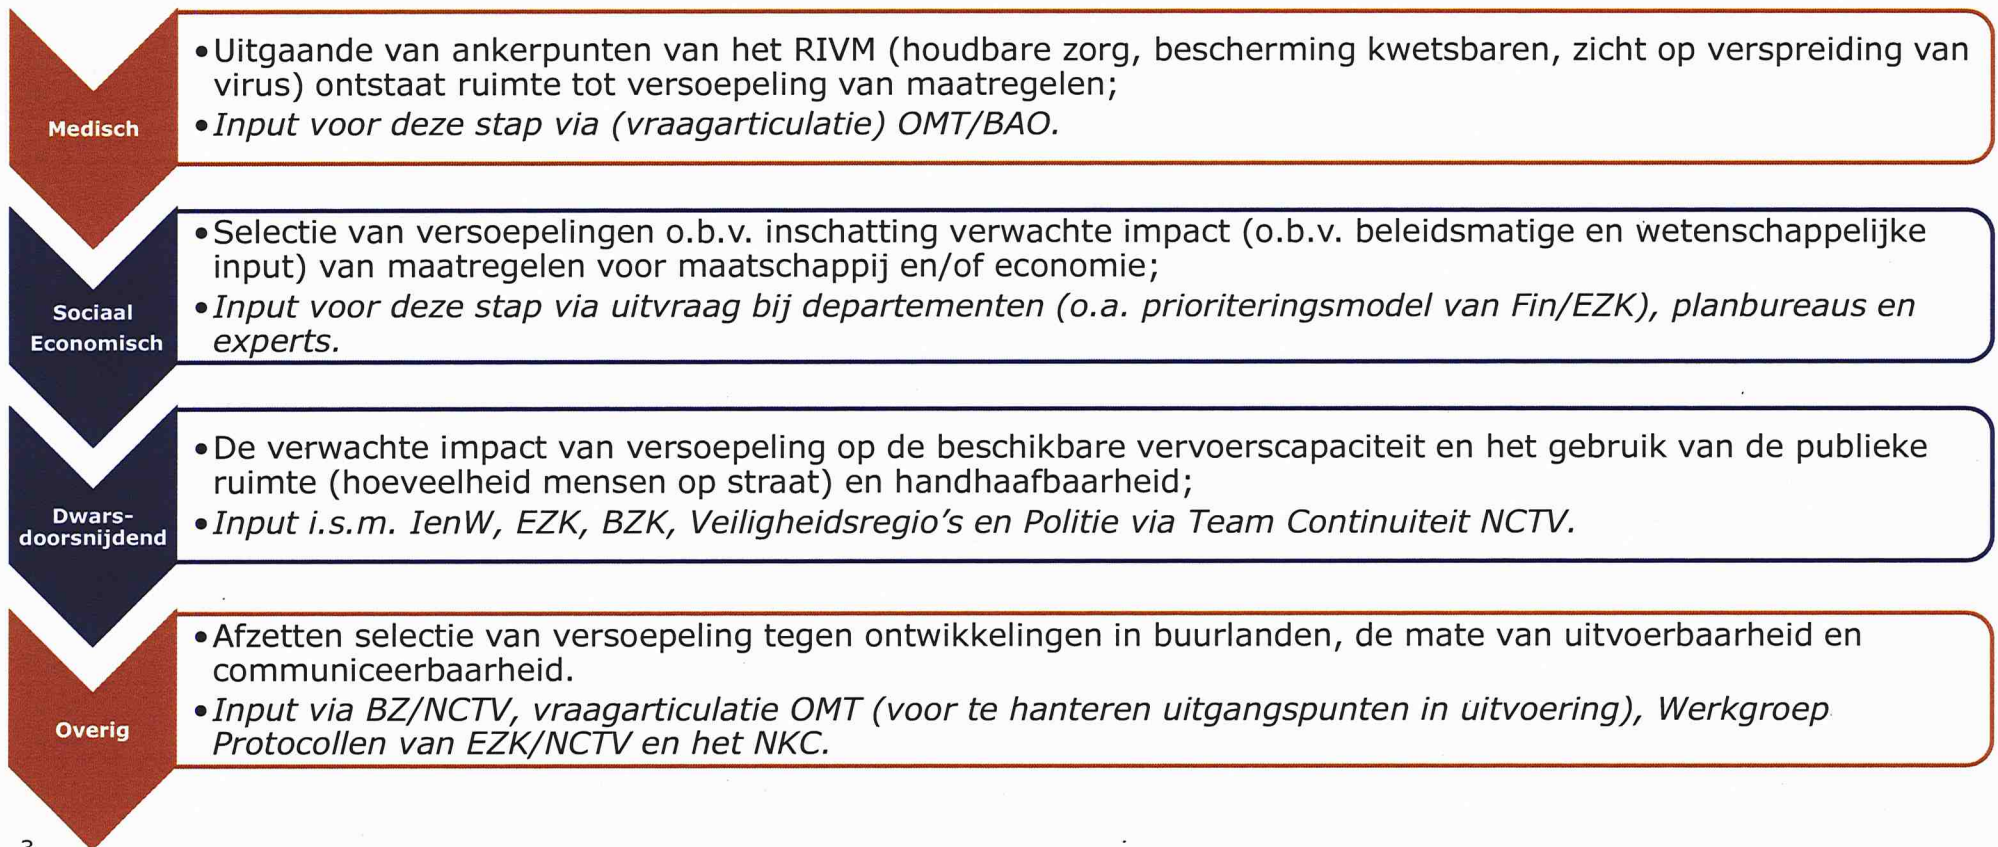 Medisch
•Uitgaande van ankerpunten van het RIVM (houdbare zorg, bescherming kwetsbaren, zicht op verspreiding van
virus) ontstaat ruimte tot versoepeling van maatregelen;
•Input voor deze stap via (vraagarticulatie) OMT/BAO.
Sociaal
Economisch
•Selectie van versoepelingen o.b.v. inschatting verwachte impact (o.b.v. beleidsmatige en wetenschappelijke
input) van maatregelen voor maatschappij en/of economie;
•Input voor deze stap via uitvraag bij departementen (o.a. prioriteringsmodel van Fin/EZK), planbureaus en
experts.
Dwars-
doorsnijdend
•De verwachte impact van versoepeling op de beschikbare vervoerscapaciteit en het gebruik van de publieke
ruimte (hoeveelheid mensen op straat) en handhaafbaarheid;
•Input i.s.m. IenW, EZK, BZK, Veiligheidsregio's en Politie via Team Continuiteit NCTV.
Overig
•Afzetten selectie van versoepeling tegen ontwikkelingen in buurlanden, de mate van uitvoerbaarheid en
communiceerbaarheid.
•Input via BZ/NCTV, vraagarticulatie OMT (voor te hanteren uitgangspunten in uitvoering), Werkgroep
Protocollen van EZK/NCTV en het NKC.